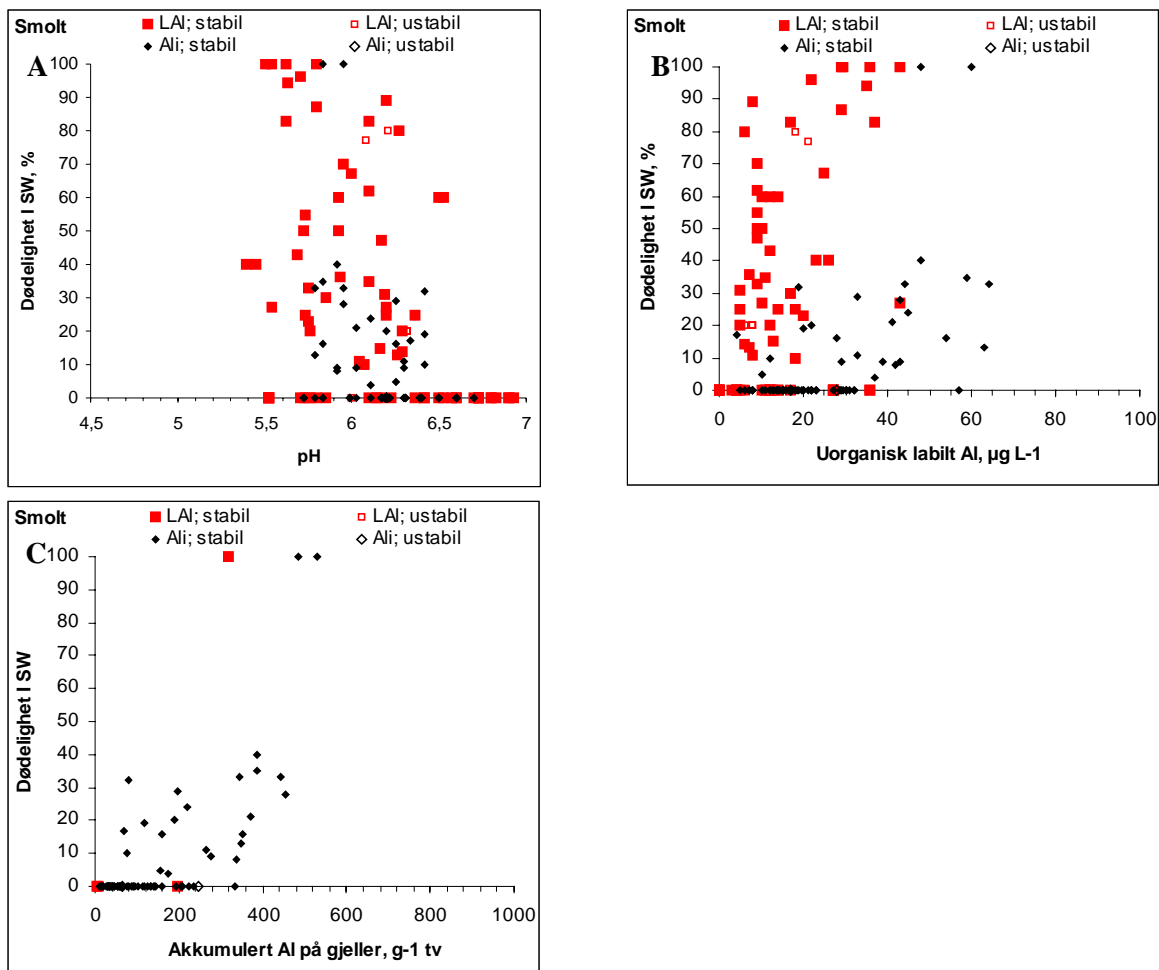 Smolt
LAl; stabil
LAl; ustabil
Ali; stabil
Ali; ustabil
A
100
90
80
70
60
50
40
30
20
10
0
Dødelighet I SW, %
4,5
5
5,5
6
6,5
7
pH
Smolt
LAl; stabil
LAl; ustabil
Ali; stabil
Ali; ustabil
B
100
90
80
70
60
50
40
30
20
10
0
Dødelighet I SW, %
0
20
40
60
80
100
Uorganisk labilt Al, µg L-1
Smolt
LAl; stabil
LAl; ustabil
Ali; stabil
Ali; ustabil
C
100
90
80
70
60
50
40
30
20
10
0
Dødelighet I SW
0
200
400
600
800
1000
Akkumulert Al på gjeller, g-1 tv